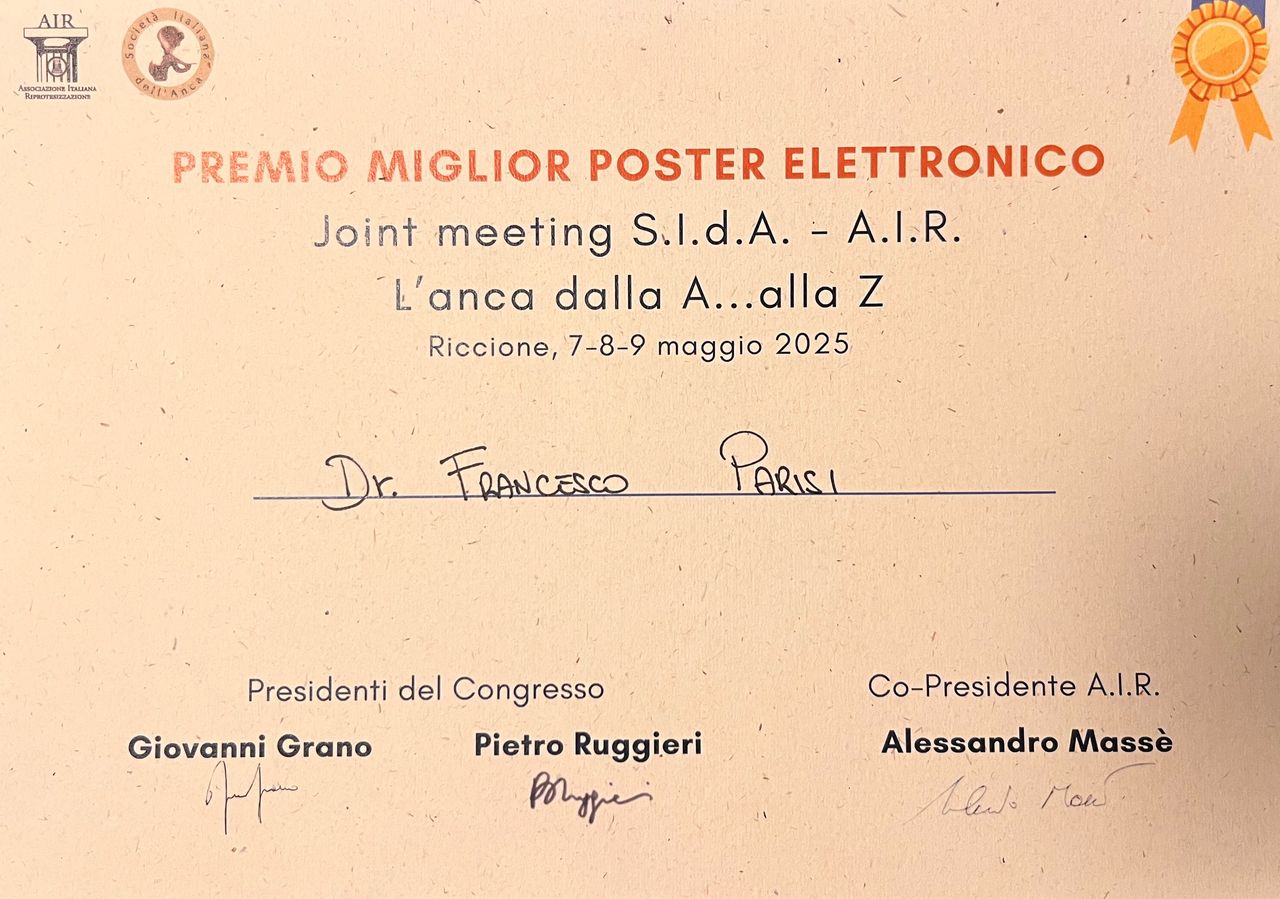 AIR
Associazione Italiana
Riprotesizzazione
Società Italiana dell'Anca
PREMIO MIGLIOR POSTER ELETTRONICO
Joint meeting S.I.d.A. - A.I.R.
L'anca dalla A...alla Z
Riccione, 7-8-9 maggio 2025
Dr. FRANCESCO PARISI
Presidenti del Congresso
Co-Presidente A.I.R.
Giovanni Grano
Pietro Ruggieri
Alessandro Massè